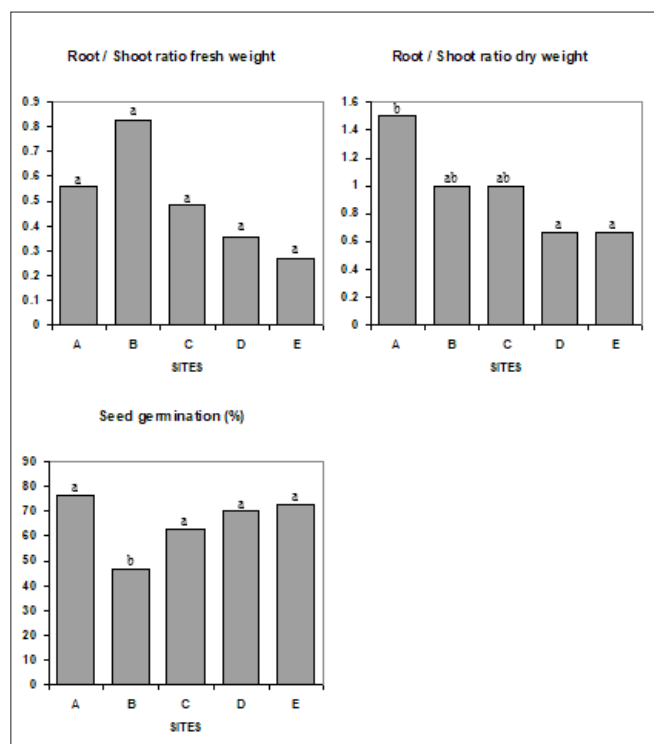 Root / Shoot ratio fresh weight
0.9
0.8
0.7
0.6
0.5
0.4
0.3
0.2
0.1
0
a
a
a
a
a
A B C D E
SITES
Root / Shoot ratio dry weight
1.6
1.4
1.2
1
0.8
0.6
0.4
0.2
0
b
ab
ab
a
a
A B C D E
SITES
Seed germination (%)
90
80
70
60
50
40
30
20
10
0
a
b
a
a
a
A B C D E
SITES